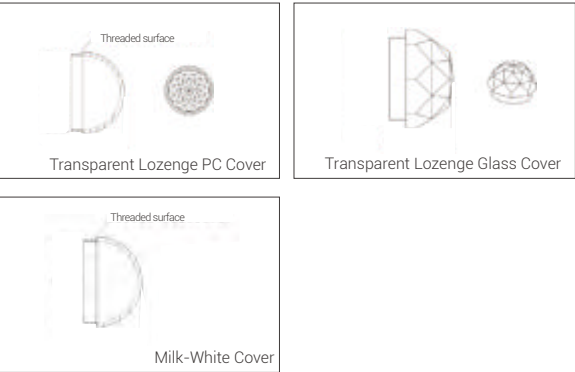 Threaded surface
Transparent Lozenge PC Cover
Transparent Lozenge Glass Cover
Threaded surface
Milk-White Cover